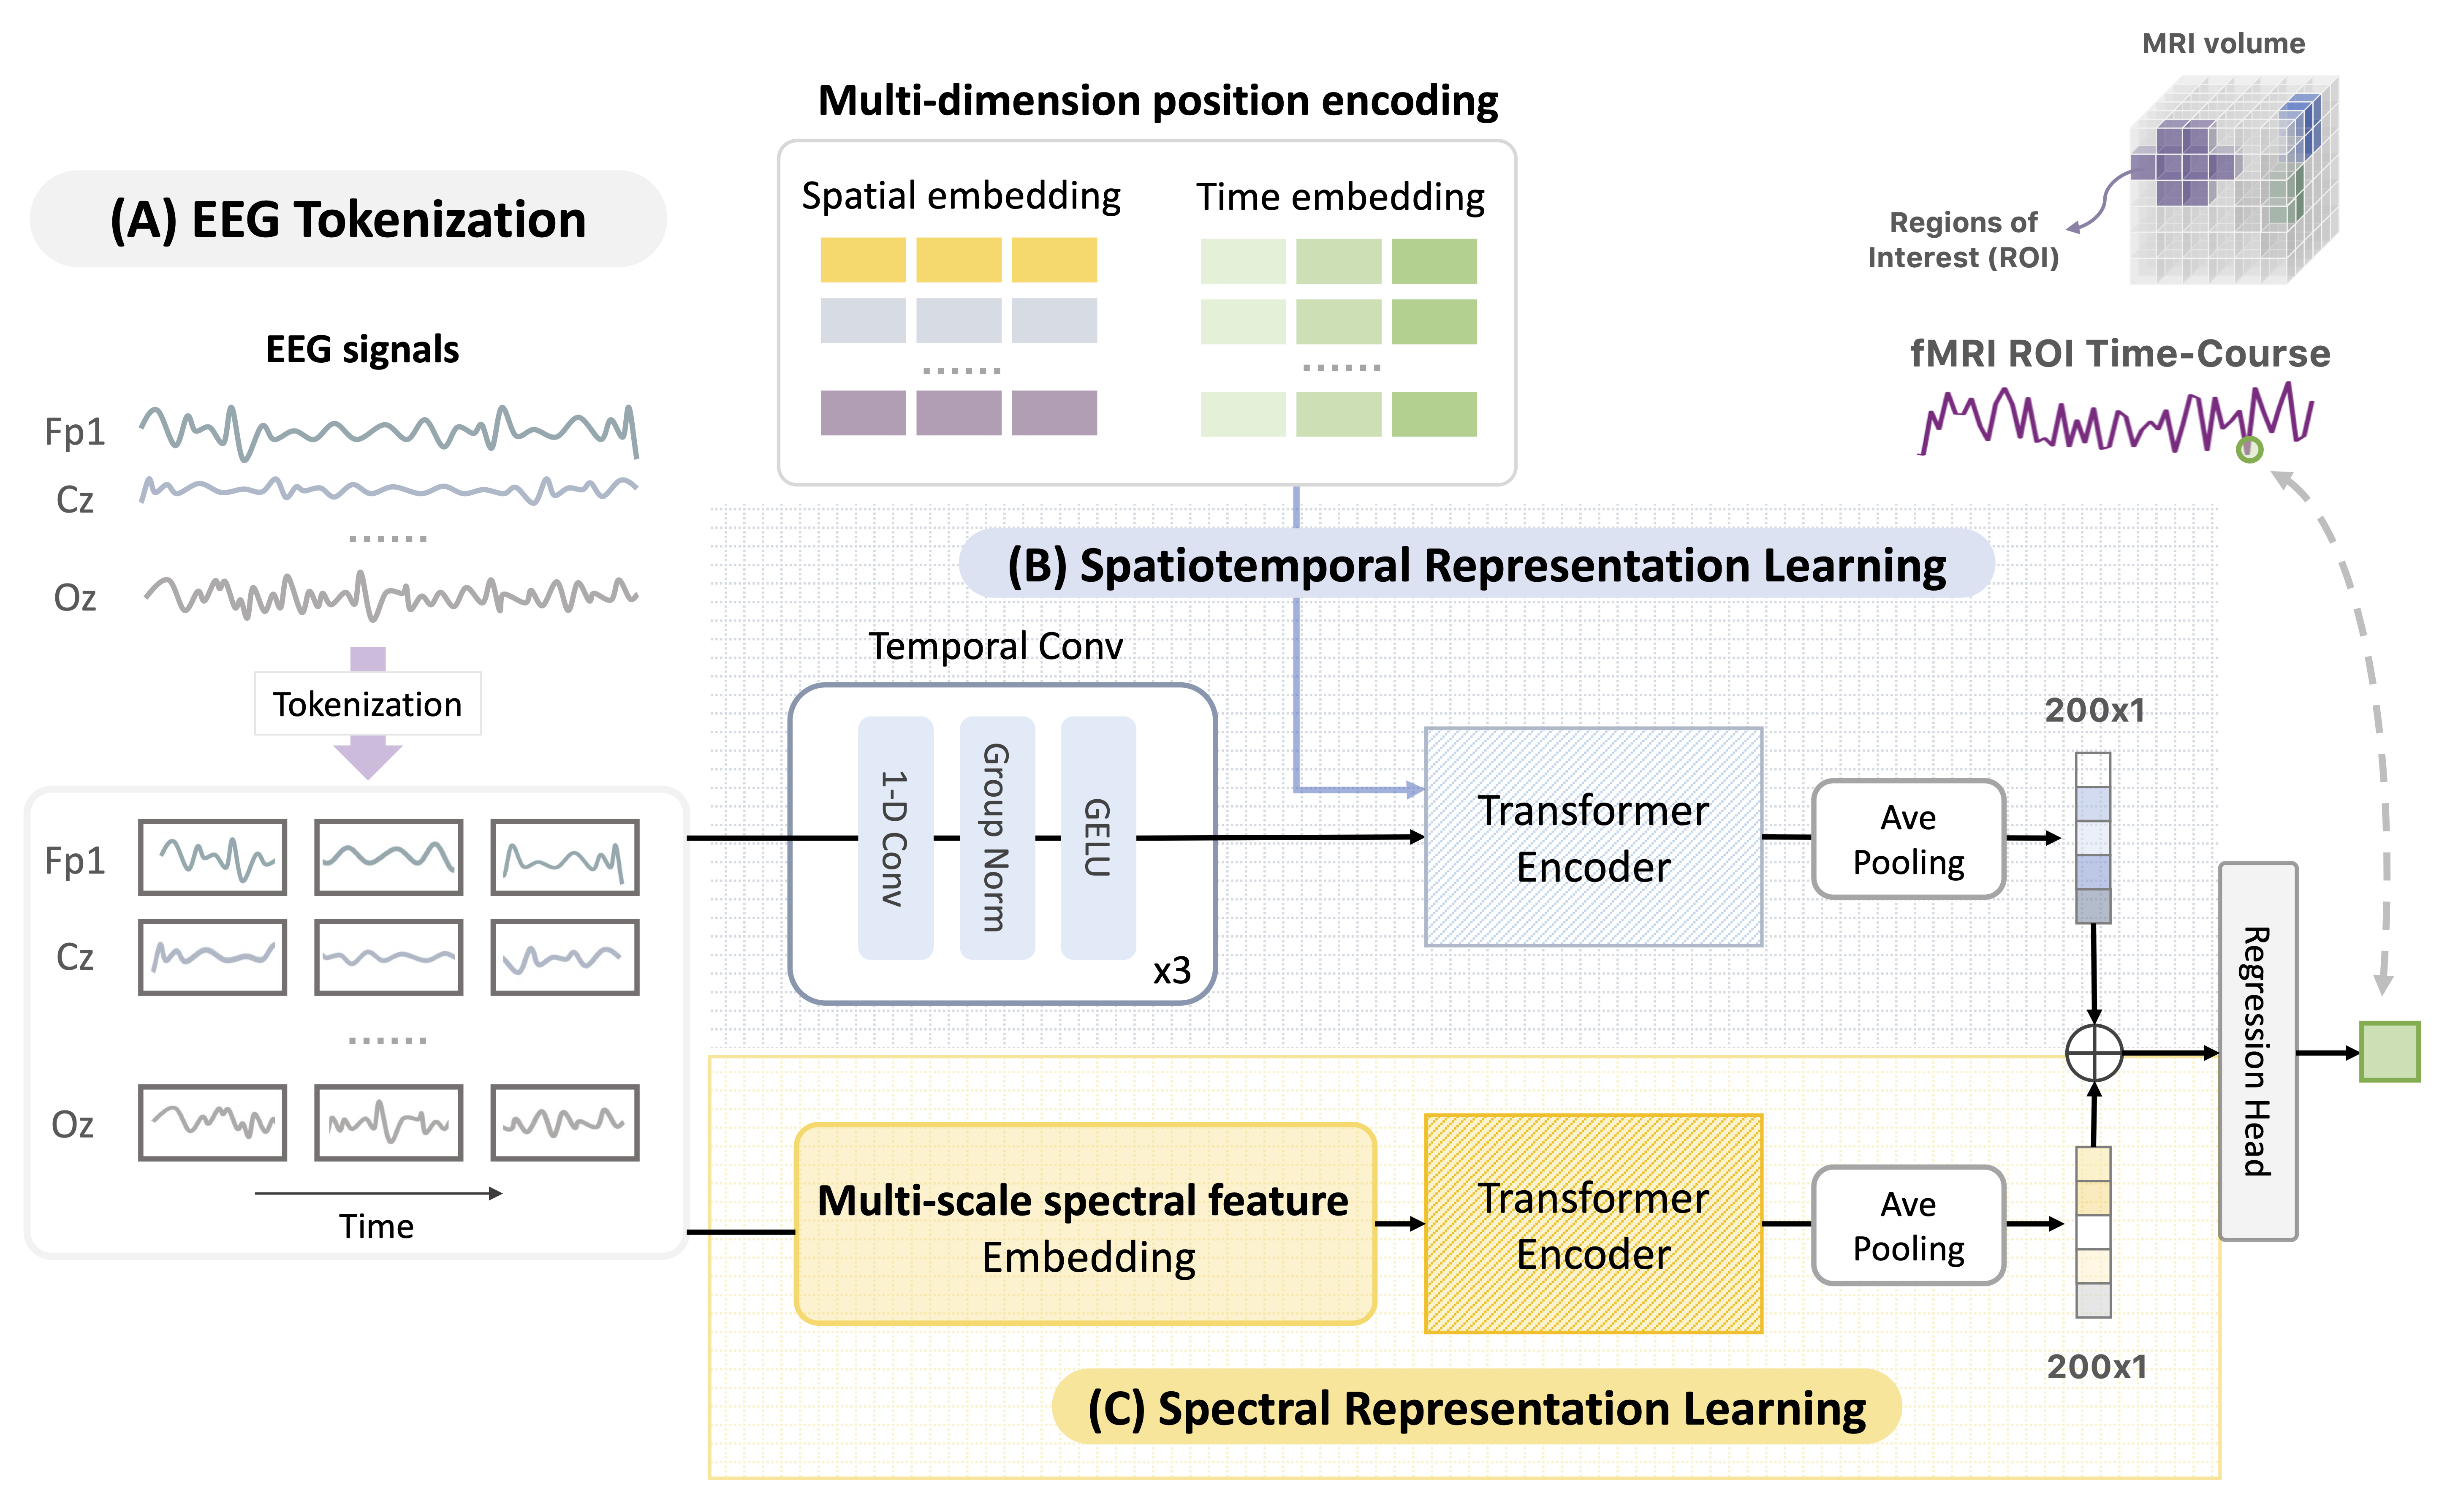 (A) EEG Tokenization
EEG signals
Fp1
Cz
......
Oz
Tokenization
Fp1
Cz
......
Oz
Time
Multi-dimension position encoding
Spatial embedding
Time embedding
......
......
(B) Spatiotemporal Representation Learning
Temporal Conv
1-D Conv
Group Norm
GELU
x3
Transformer
Encoder
Ave
Pooling
200x1
Multi-scale spectral feature
Embedding
Transformer
Encoder
Ave
Pooling
200x1
(C) Spectral Representation Learning
Regression Head
MRI volume
Regions of
Interest (ROI)
fMRI ROI Time-Course